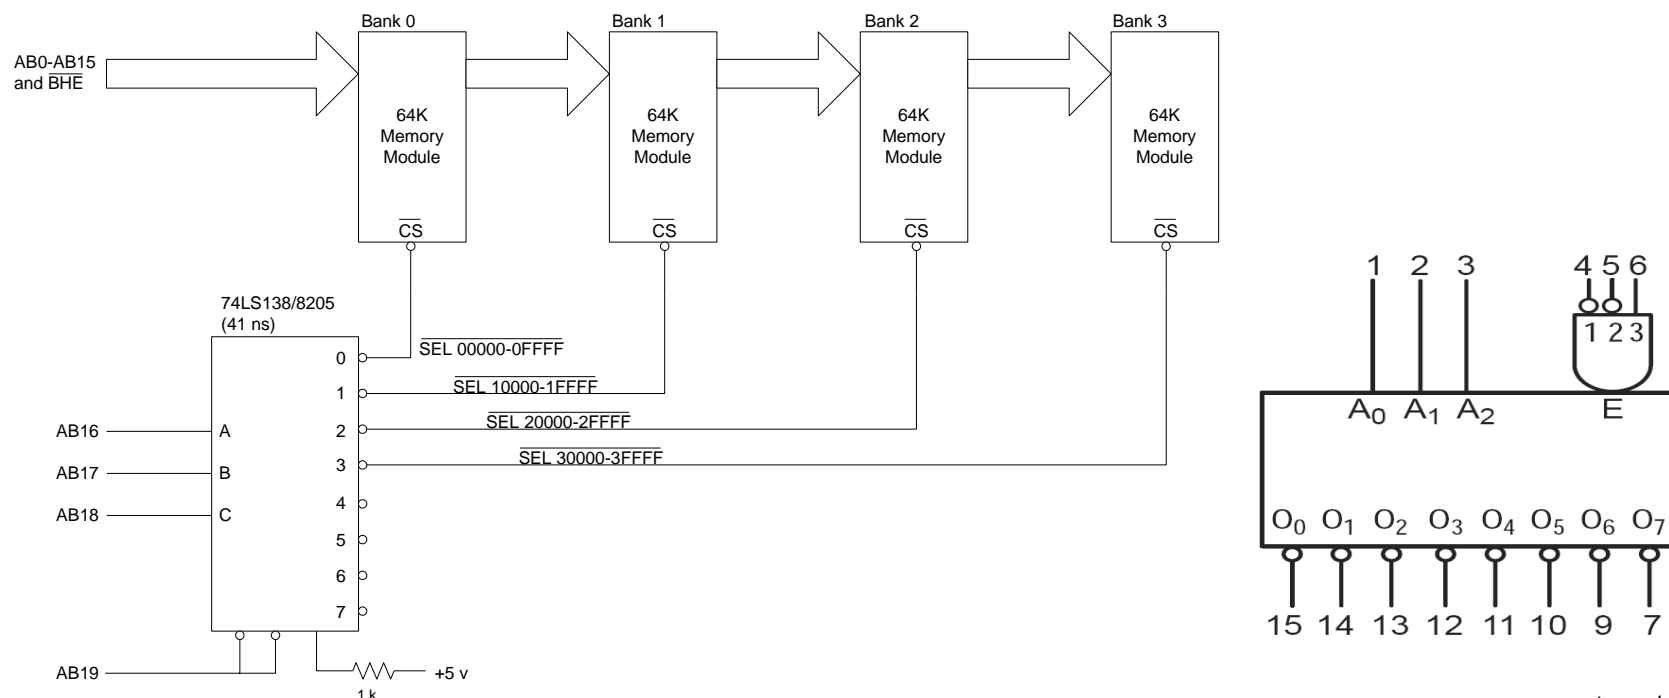 Bank 0
Bank 1
Bank 2
Bank 3
AB0-AB15
and BHE
64K
Memory
Module
64K
Memory
Module
64K
Memory
Module
64K
Memory
Module
CS
CS
CS
CS
74LS138/8205
(41 ns)
0
SEL 00000-0FFFF
1
SEL 10000-1FFFF
2
SEL 20000-2FFFF
3
SEL 30000-3FFFF
4
5
6
7
AB16
A
AB17
B
AB18
C
AB19
+5 v
1 k
1 2 3
4 5 6
1 2 3
A0 A1 A2
E
O0 O1 O2 O3 O4 O5 O6 O7
15 14 13 12 11 10 9 7